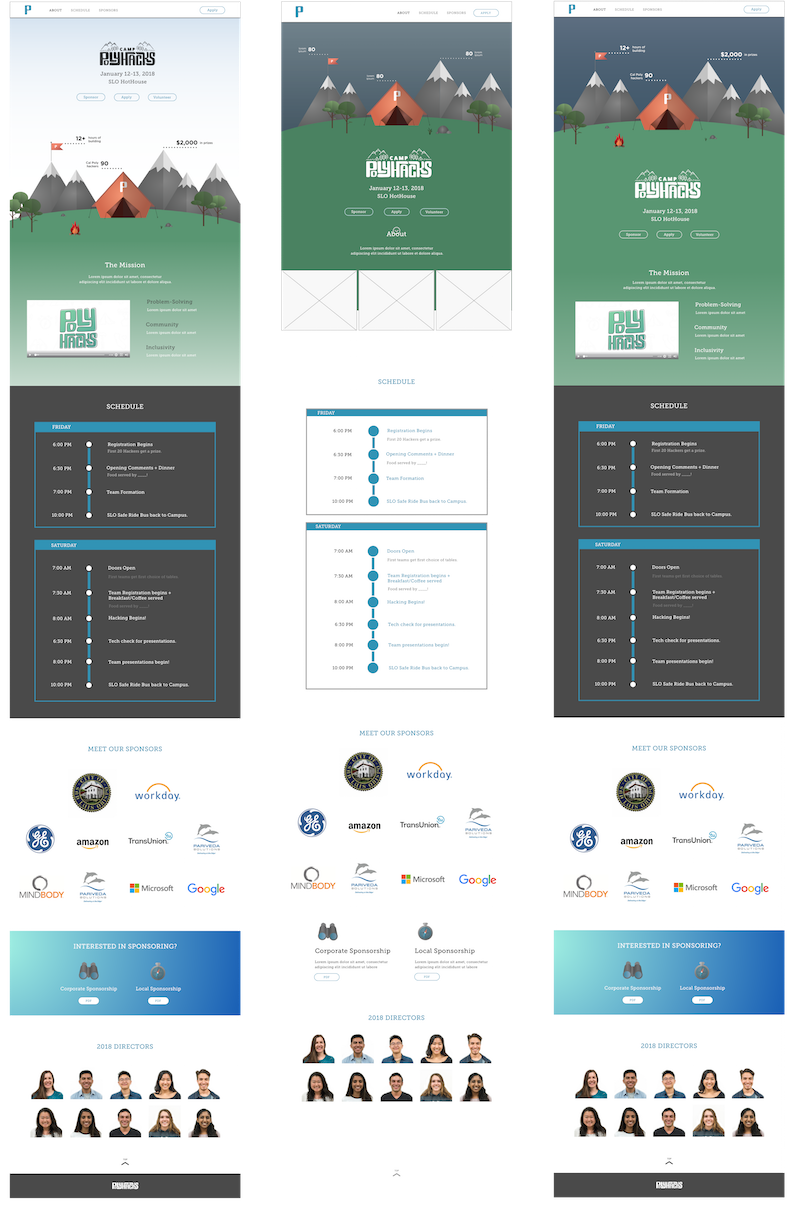 P
ABOUT SCHEDULE SPONSORS
Apply
CAMP
POLYHACKS
January 12-13, 2018
SLO HotHouse
Sponsor Apply Volunteer
12+ hours of building
$2,000 in prizes
Cal Poly hackers 90
P
The Mission
Lorem ipsum dolor sit amet, consectetur
adipiscing elit incididunt ut labore et dolore aliqua.
POLY
HACKS
Problem-Solving
Lorem ipsum dolor sit amet
Community
Lorem ipsum dolor sit amet
Inclusivity
Lorem ipsum dolor sit amet
SCHEDULE
FRIDAY
6:00 PM Registration Begins
First 50 Hackers get a prize.
6:30 PM Opening Comments + Dinner
Food served by ____!
7:00 PM Team Formation
10:00 PM SLO Safe Ride Bus back to Campus.
SATURDAY
7:00 AM Doors Open
First teams get first choice of tables.
7:30 AM Team Registration begins +
Breakfast/Coffee served
Food served by ____!
8:00 AM Hacking Begins!
6:30 PM Tech check for presentations.
8:00 PM Team presentations begin!
10:00 PM SLO Safe Ride Bus back to Campus.
MEET OUR SPONSORS
workday.
GE
amazon
TransUnion
PARIVEDA
SOLUTIONS
MINDBODY
PARIVEDA
SOLUTIONS
Microsoft
Google
INTERESTED IN SPONSORING?
Corporate Sponsorship Local Sponsorship
PDF PDF
2018 DIRECTORS
POLYHACKS
P
ABOUT SCHEDULE SPONSORS
APPLY
80
80
80
P
CAMP
POLYHACKS
January 12-13, 2018
SLO HotHouse
Sponsor Apply Volunteer
About
Lorem ipsum dolor sit amet, consectetur
adipiscing elit incididunt ut labore et dolore aliqua.
SCHEDULE
FRIDAY
6:00 PM Registration Begins
First 50 Hackers get a prize.
6:30 PM Opening Comments + Dinner
Food served by ____!
7:00 PM Team Formation
10:00 PM SLO Safe Ride Bus back to Campus.
SATURDAY
7:00 AM Doors Open
First teams get first choice of tables.
7:30 AM Team Registration begins +
Breakfast/Coffee served
Food served by ____!
8:00 AM Hacking Begins!
6:30 PM Tech check for presentations.
8:00 PM Team presentations begin!
10:00 PM SLO Safe Ride Bus back to Campus.
MEET OUR SPONSORS
workday.
GE
amazon
TransUnion
PARIVEDA
SOLUTIONS
MINDBODY
PARIVEDA
SOLUTIONS
Microsoft
Google
Corporate Sponsorship Local Sponsorship
Lorem ipsum dolor sit amet, consectetur
adipiscing elit incididunt ut labore
Lorem ipsum dolor sit amet, consectetur
adipiscing elit incididunt ut labore
PDF PDF
2018 DIRECTORS
P
ABOUT SCHEDULE SPONSORS
Apply
12+ hours of building
$2,000 in prizes
Cal Poly hackers 90
P
CAMP
POLYHACKS
January 12-13, 2018
SLO HotHouse
Sponsor Apply Volunteer
The Mission
Lorem ipsum dolor sit amet, consectetur
adipiscing elit incididunt ut labore et dolore aliqua.
POLY
HACKS
Problem-Solving
Lorem ipsum dolor sit amet
Community
Lorem ipsum dolor sit amet
Inclusivity
Lorem ipsum dolor sit amet
SCHEDULE
FRIDAY
6:00 PM Registration Begins
First 50 Hackers get a prize.
6:30 PM Opening Comments + Dinner
Food served by ____!
7:00 PM Team Formation
10:00 PM SLO Safe Ride Bus back to Campus.
SATURDAY
7:00 AM Doors Open
First teams get first choice of tables.
7:30 AM Team Registration begins +
Breakfast/Coffee served
Food served by ____!
8:00 AM Hacking Begins!
6:30 PM Tech check for presentations.
8:00 PM Team presentations begin!
10:00 PM SLO Safe Ride Bus back to Campus.
MEET OUR SPONSORS
workday.
GE
amazon
TransUnion
PARIVEDA
SOLUTIONS
MINDBODY
PARIVEDA
SOLUTIONS
Microsoft
Google
INTERESTED IN SPONSORING?
Corporate Sponsorship Local Sponsorship
PDF PDF
2018 DIRECTORS
POLYHACKS